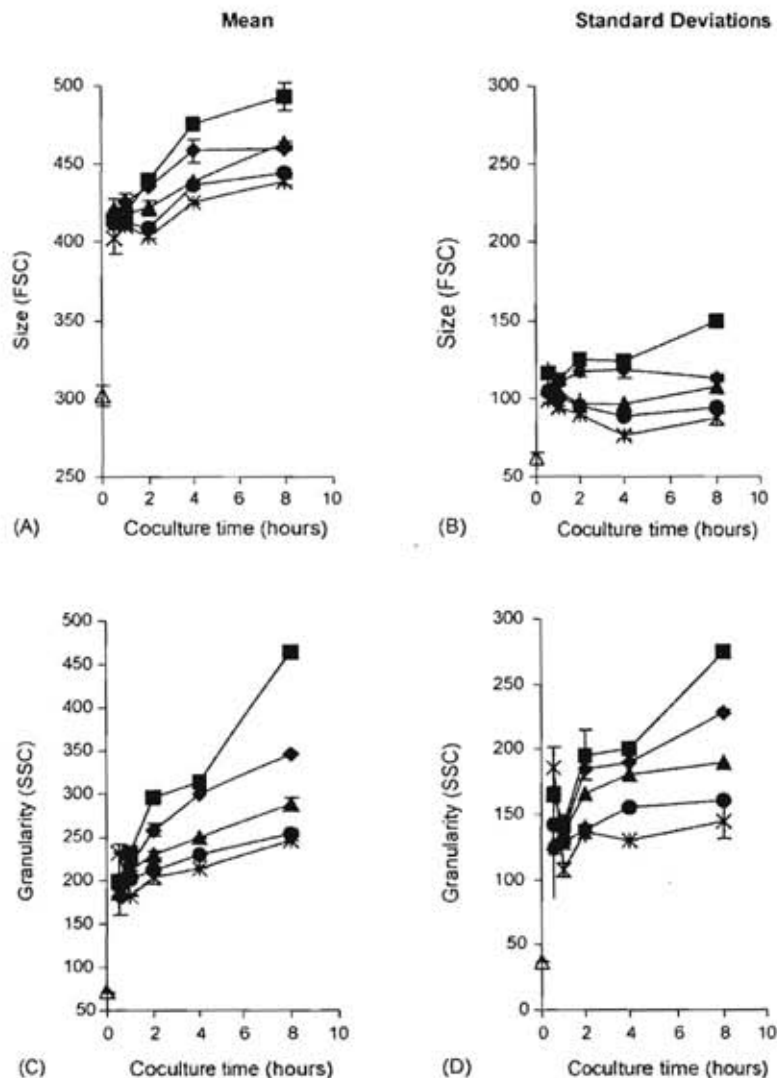 Mean
Standard Deviations
500
450
400
350
300
250
Size (FSC)
0 2 4 6 8 10
(A)
Coculture time (hours)
300
250
200
150
100
50
Size (FSC)
0 2 4 6 8 10
(B)
Coculture time (hours)
500
450
350
300
250
200
150
100
50
Granularity (SSC)
0 2 4 6 8 10
(C)
Coculture time (hours)
300
250
200
150
100
50
0
Granularity (SSC)
0 2 4 6 8 10
(D)
Coculture time (hours)